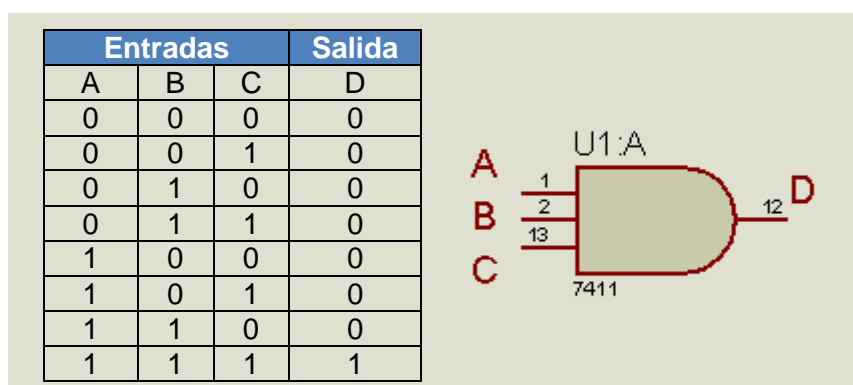 Entradas Salida
A B C D
0 0 0 0
0 0 1 0
0 1 0 0
0 1 1 0
1 0 0 0
1 0 1 0
1 1 0 0
1 1 1 1
U1:A
A 1
B 2
C 13
12 D
7411